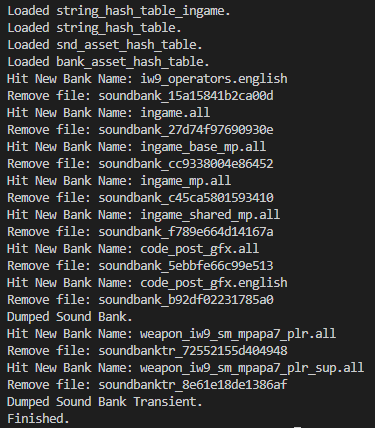 Loaded string_hash_table_ingame.
Loaded string_hash_table.
Loaded snd_asset_hash_table.
Loaded bank_asset_hash_table.
Hit New Bank Name: iw9_operators.english
Remove file: soundbank_15a15841b2ca00d
Hit New Bank Name: ingame.all
Remove file: soundbank_27d74f97690930e
Hit New Bank Name: ingame_base_mp.all
Remove file: soundbank_cc9338004e86452
Hit New Bank Name: ingame_mp.all
Remove file: soundbank_c45ca5801593410
Hit New Bank Name: ingame_shared_mp.all
Remove file: soundbank_f789e664d14167a
Hit New Bank Name: code_post_gfx.all
Remove file: soundbank_5ebbfe66c99e513
Hit New Bank Name: code_post_gfx.english
Remove file: soundbank_b92df02231785a0
Dumped Sound Bank.
Hit New Bank Name: weapon_iw9_sm_mpapa7_plr.all
Remove file: soundbanktr_72552155d404948
Hit New Bank Name: weapon_iw9_sm_mpapa7_plr_sup.all
Remove file: soundbanktr_8e61e18de1386af
Dumped Sound Bank Transient.
Finished.